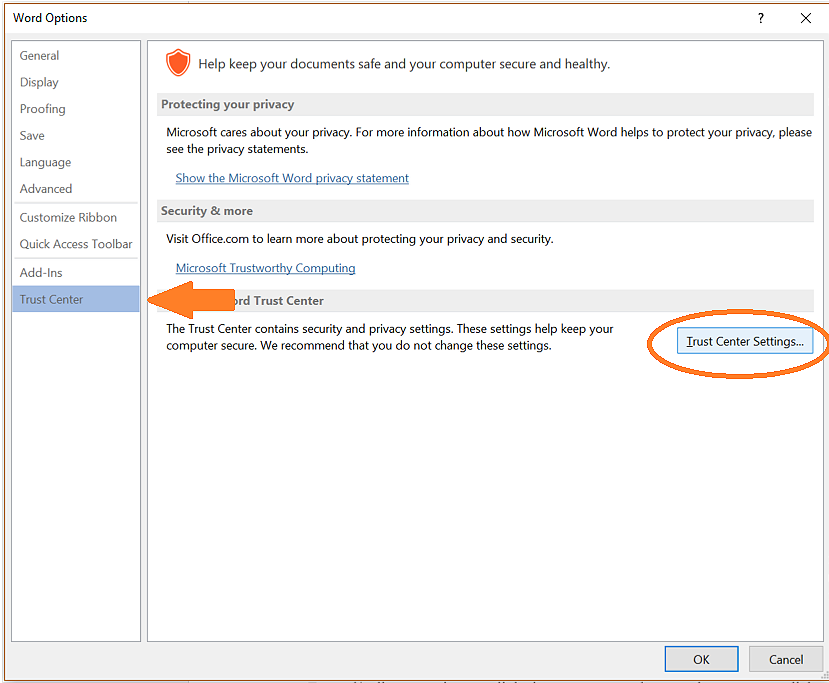 Word Options
?
General
Display
Proofing
Save
Language
Advanced
Customize Ribbon
Quick Access Toolbar
Add-Ins
Trust Center
Help keep your documents safe and your computer secure and healthy.
Protecting your privacy
Microsoft cares about your privacy. For more information about how Microsoft Word helps to protect your privacy, please
see the privacy statements.
Show the Microsoft Word privacy statement
Security & more
Visit Office.com to learn more about protecting your privacy and security.
Microsoft Trustworthy Computing
Trust Center
The Trust Center contains security and privacy settings. These settings help keep your
computer secure. We recommend that you do not change these settings.
Trust Center Settings...
OK
Cancel